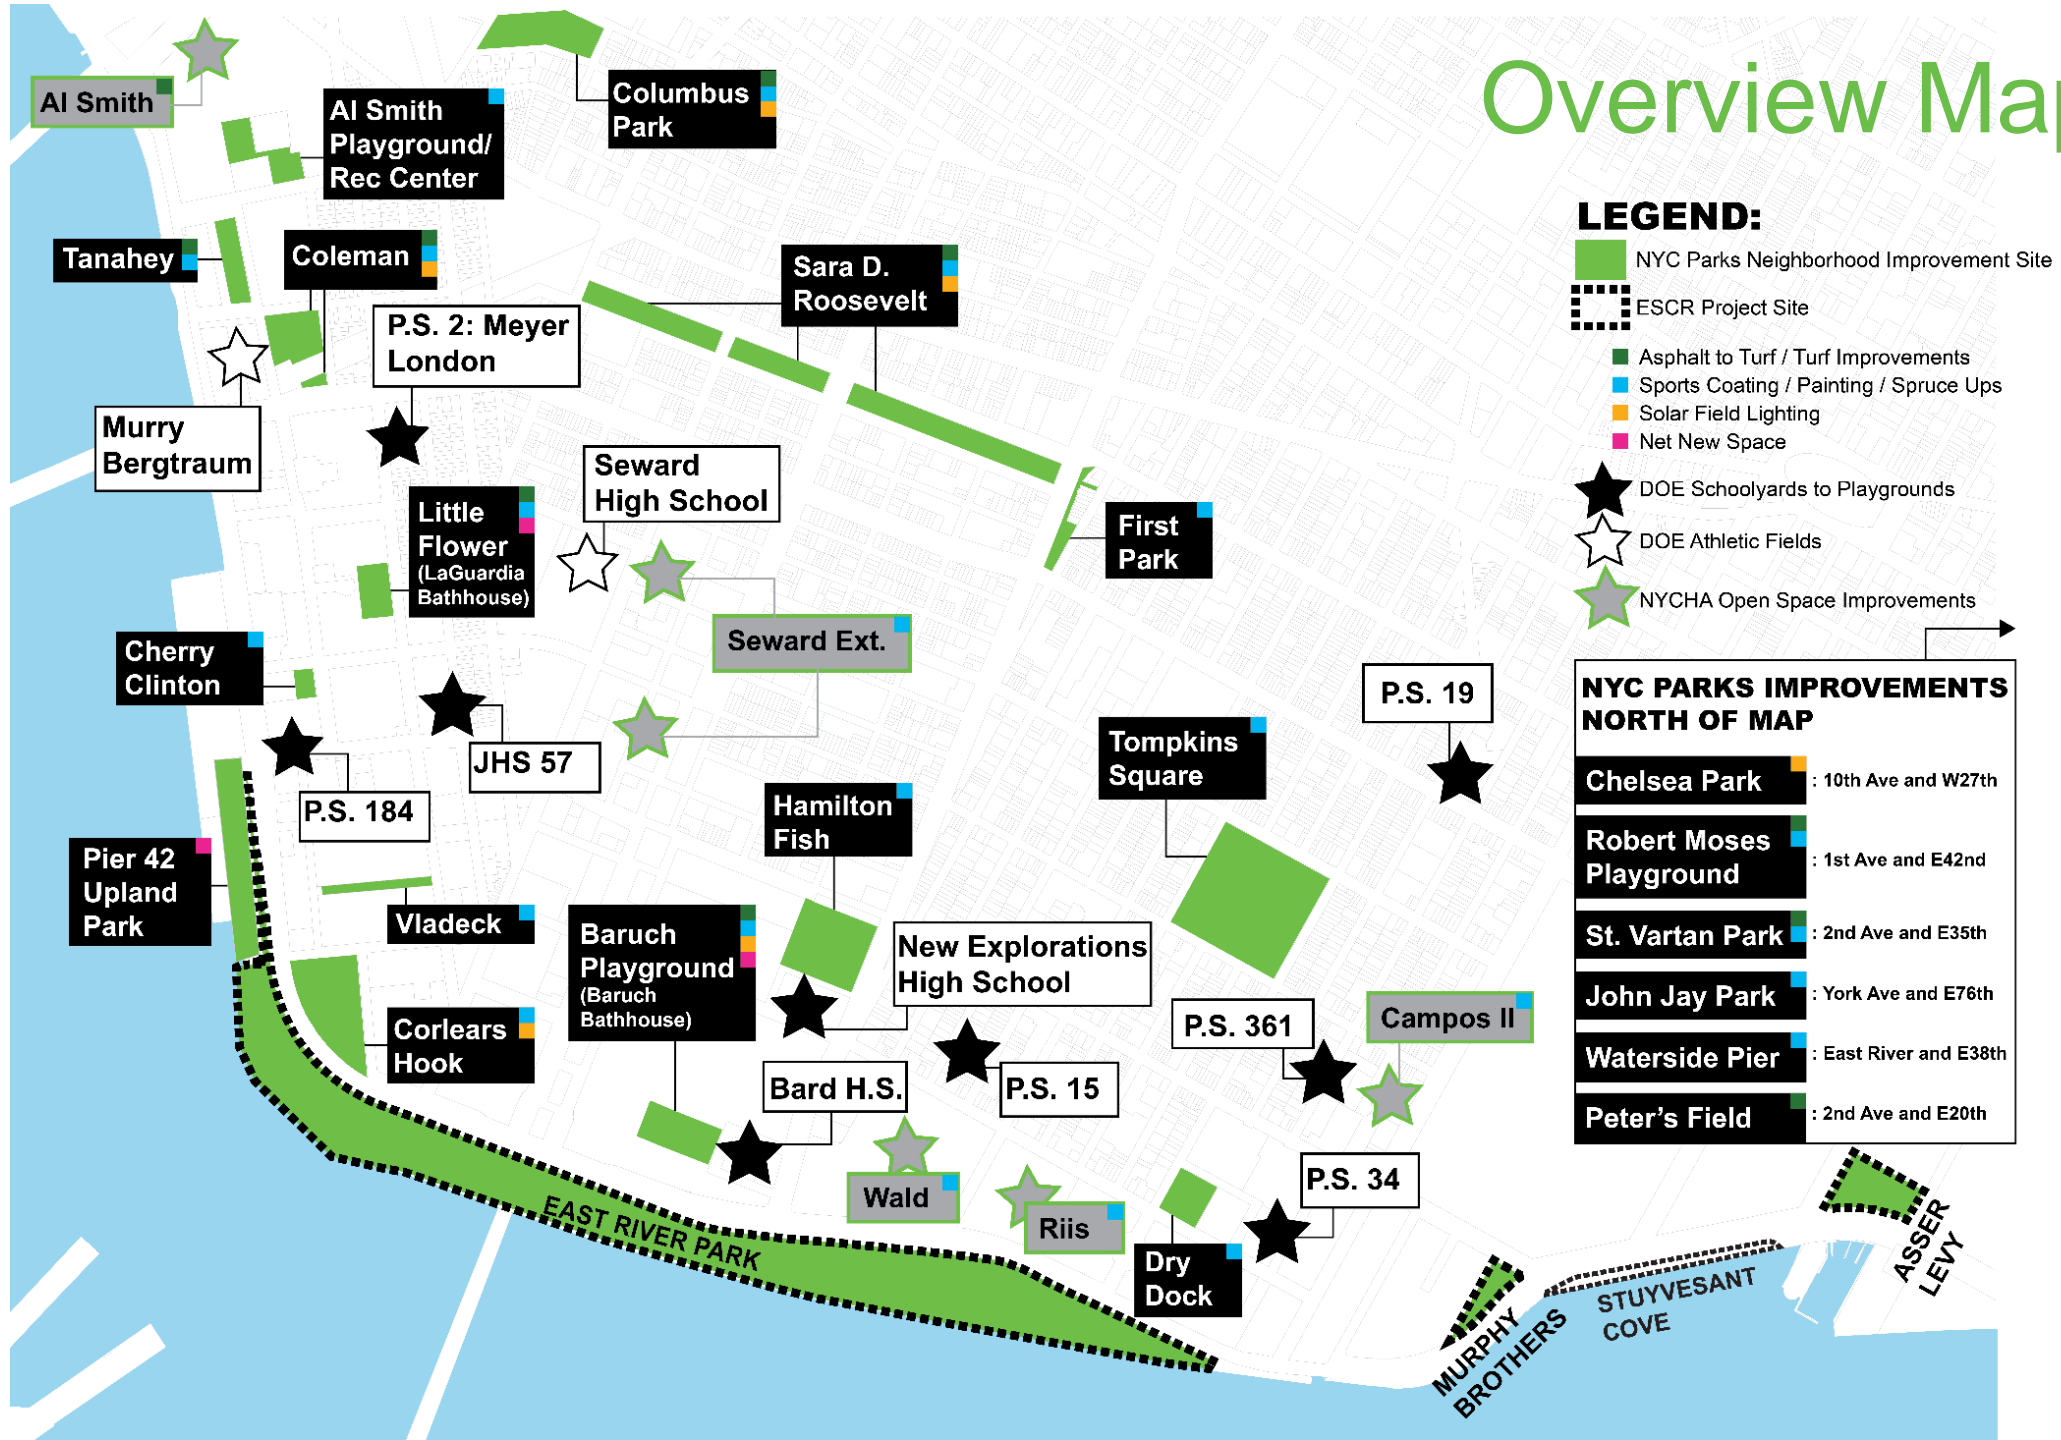 Overview Map
Al Smith
Al Smith
Playground/
Rec Center
Columbus
Park
Tanahey
Coleman
Sara D.
Roosevelt
P.S. 2: Meyer
London
Murry
Bergtraum
Seward
High School
Little
Flower
(LaGuardia
Bathhouse)
First
Park
Seward Ext.
Cherry
Clinton
JHS 57
P.S. 184
P.S. 19
Tompkins
Square
Hamilton
Fish
Pier 42
Upland
Park
Vladeck
Baruch
Playground
(Baruch
Bathhouse)
New Explorations
High School
Corlears
Hook
Bard H.S.
P.S. 15
P.S. 361
Campos II
Wald
Riis
P.S. 34
Dry
Dock
EAST RIVER PARK
MURPHY
BROTHERS
STUYVESANT
COVE
ASSER
LEVY
LEGEND:
NYC Parks Neighborhood Improvement Site
ESCR Project Site
Asphalt to Turf / Turf Improvements
Sports Coating / Painting / Spruce Ups
Solar Field Lighting
Net New Space
DOE Schoolyards to Playgrounds
DOE Athletic Fields
NYCHA Open Space Improvements
NYC PARKS IMPROVEMENTS
NORTH OF MAP
Chelsea Park : 10th Ave and W27th
Robert Moses
Playground : 1st Ave and E42nd
St. Vartan Park : 2nd Ave and E35th
John Jay Park : York Ave and E76th
Waterside Pier : East River and E38th
Peter's Field : 2nd Ave and E20th